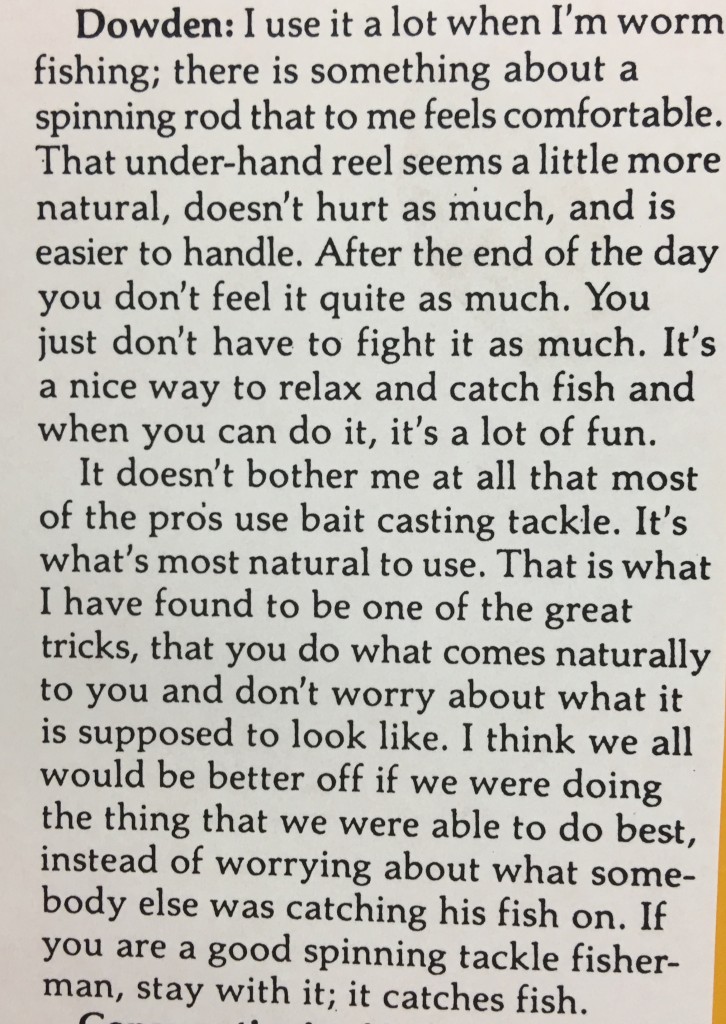 Dowden: I use it a lot when I'm worm
fishing; there is something about a
spinning rod that to me feels comfortable.
That under-hand reel seems a little more
natural, doesn't hurt as much, and is
easier to handle. After the end of the day
you don't feel it quite as much. You
just don't have to fight it as much. It's
a nice way to relax and catch fish and
when you can do it, it's a lot of fun.
It doesn't bother me at all that most
of the pro's use bait casting tackle. It's
what's most natural to use. That is what
I have found to be one of the great
tricks, that you do what comes naturally
to you and don't worry about what it
is supposed to look like. I think we all
would be better off if we were doing
the thing that we were able to do best,
instead of worrying about what some-
body else was catching his fish on. If
you are a good spinning tackle fisher-
man, stay with it; it catches fish.